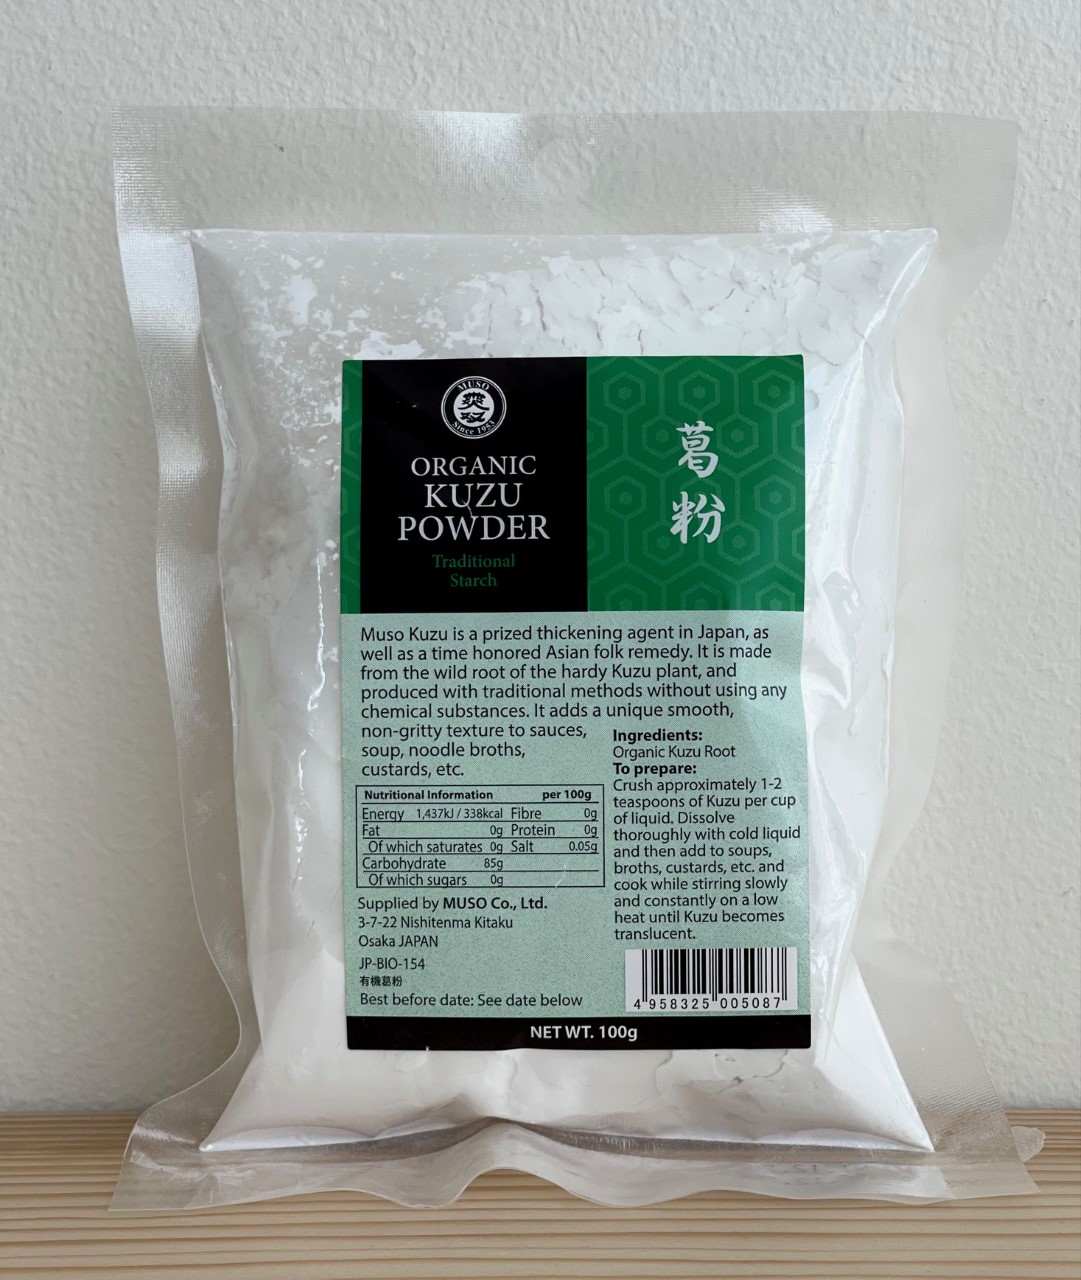 MUSO
Since 1953
ORGANIC
KUZU
POWDER
Traditional
Starch
葛
粉
Muso Kuzu is a prized thickening agent in Japan, as
well as a time honored Asian folk remedy. It is made
from the wild root of the hardy Kuzu plant, and
produced with traditional methods without using any
chemical substances. It adds a unique smooth,
non-gritty texture to sauces,
soup, noodle broths,
custards, etc.
Nutritional Information per 100g
Energy 1,437kJ / 338kcal Fibre 0g
Fat 0g Protein 0g
Of which saturates 0g Salt 0.05g
Carbohydrate 85g
Of which sugars 0g
Supplied by MUSO Co., Ltd.
3-7-22 Nishitenma Kitaku
Osaka JAPAN
JP-BIO-154
有機葛粉
Best before date: See date below
Ingredients:
Organic Kuzu Root
To prepare:
Crush approximately 1-2
teaspoons of Kuzu per cup
of liquid. Dissolve
thoroughly with cold liquid
and then add to soups,
broths, custards, etc. and
cook while stirring slowly
and constantly on a low
heat until Kuzu becomes
translucent.
4 958325 005087
NET WT. 100g